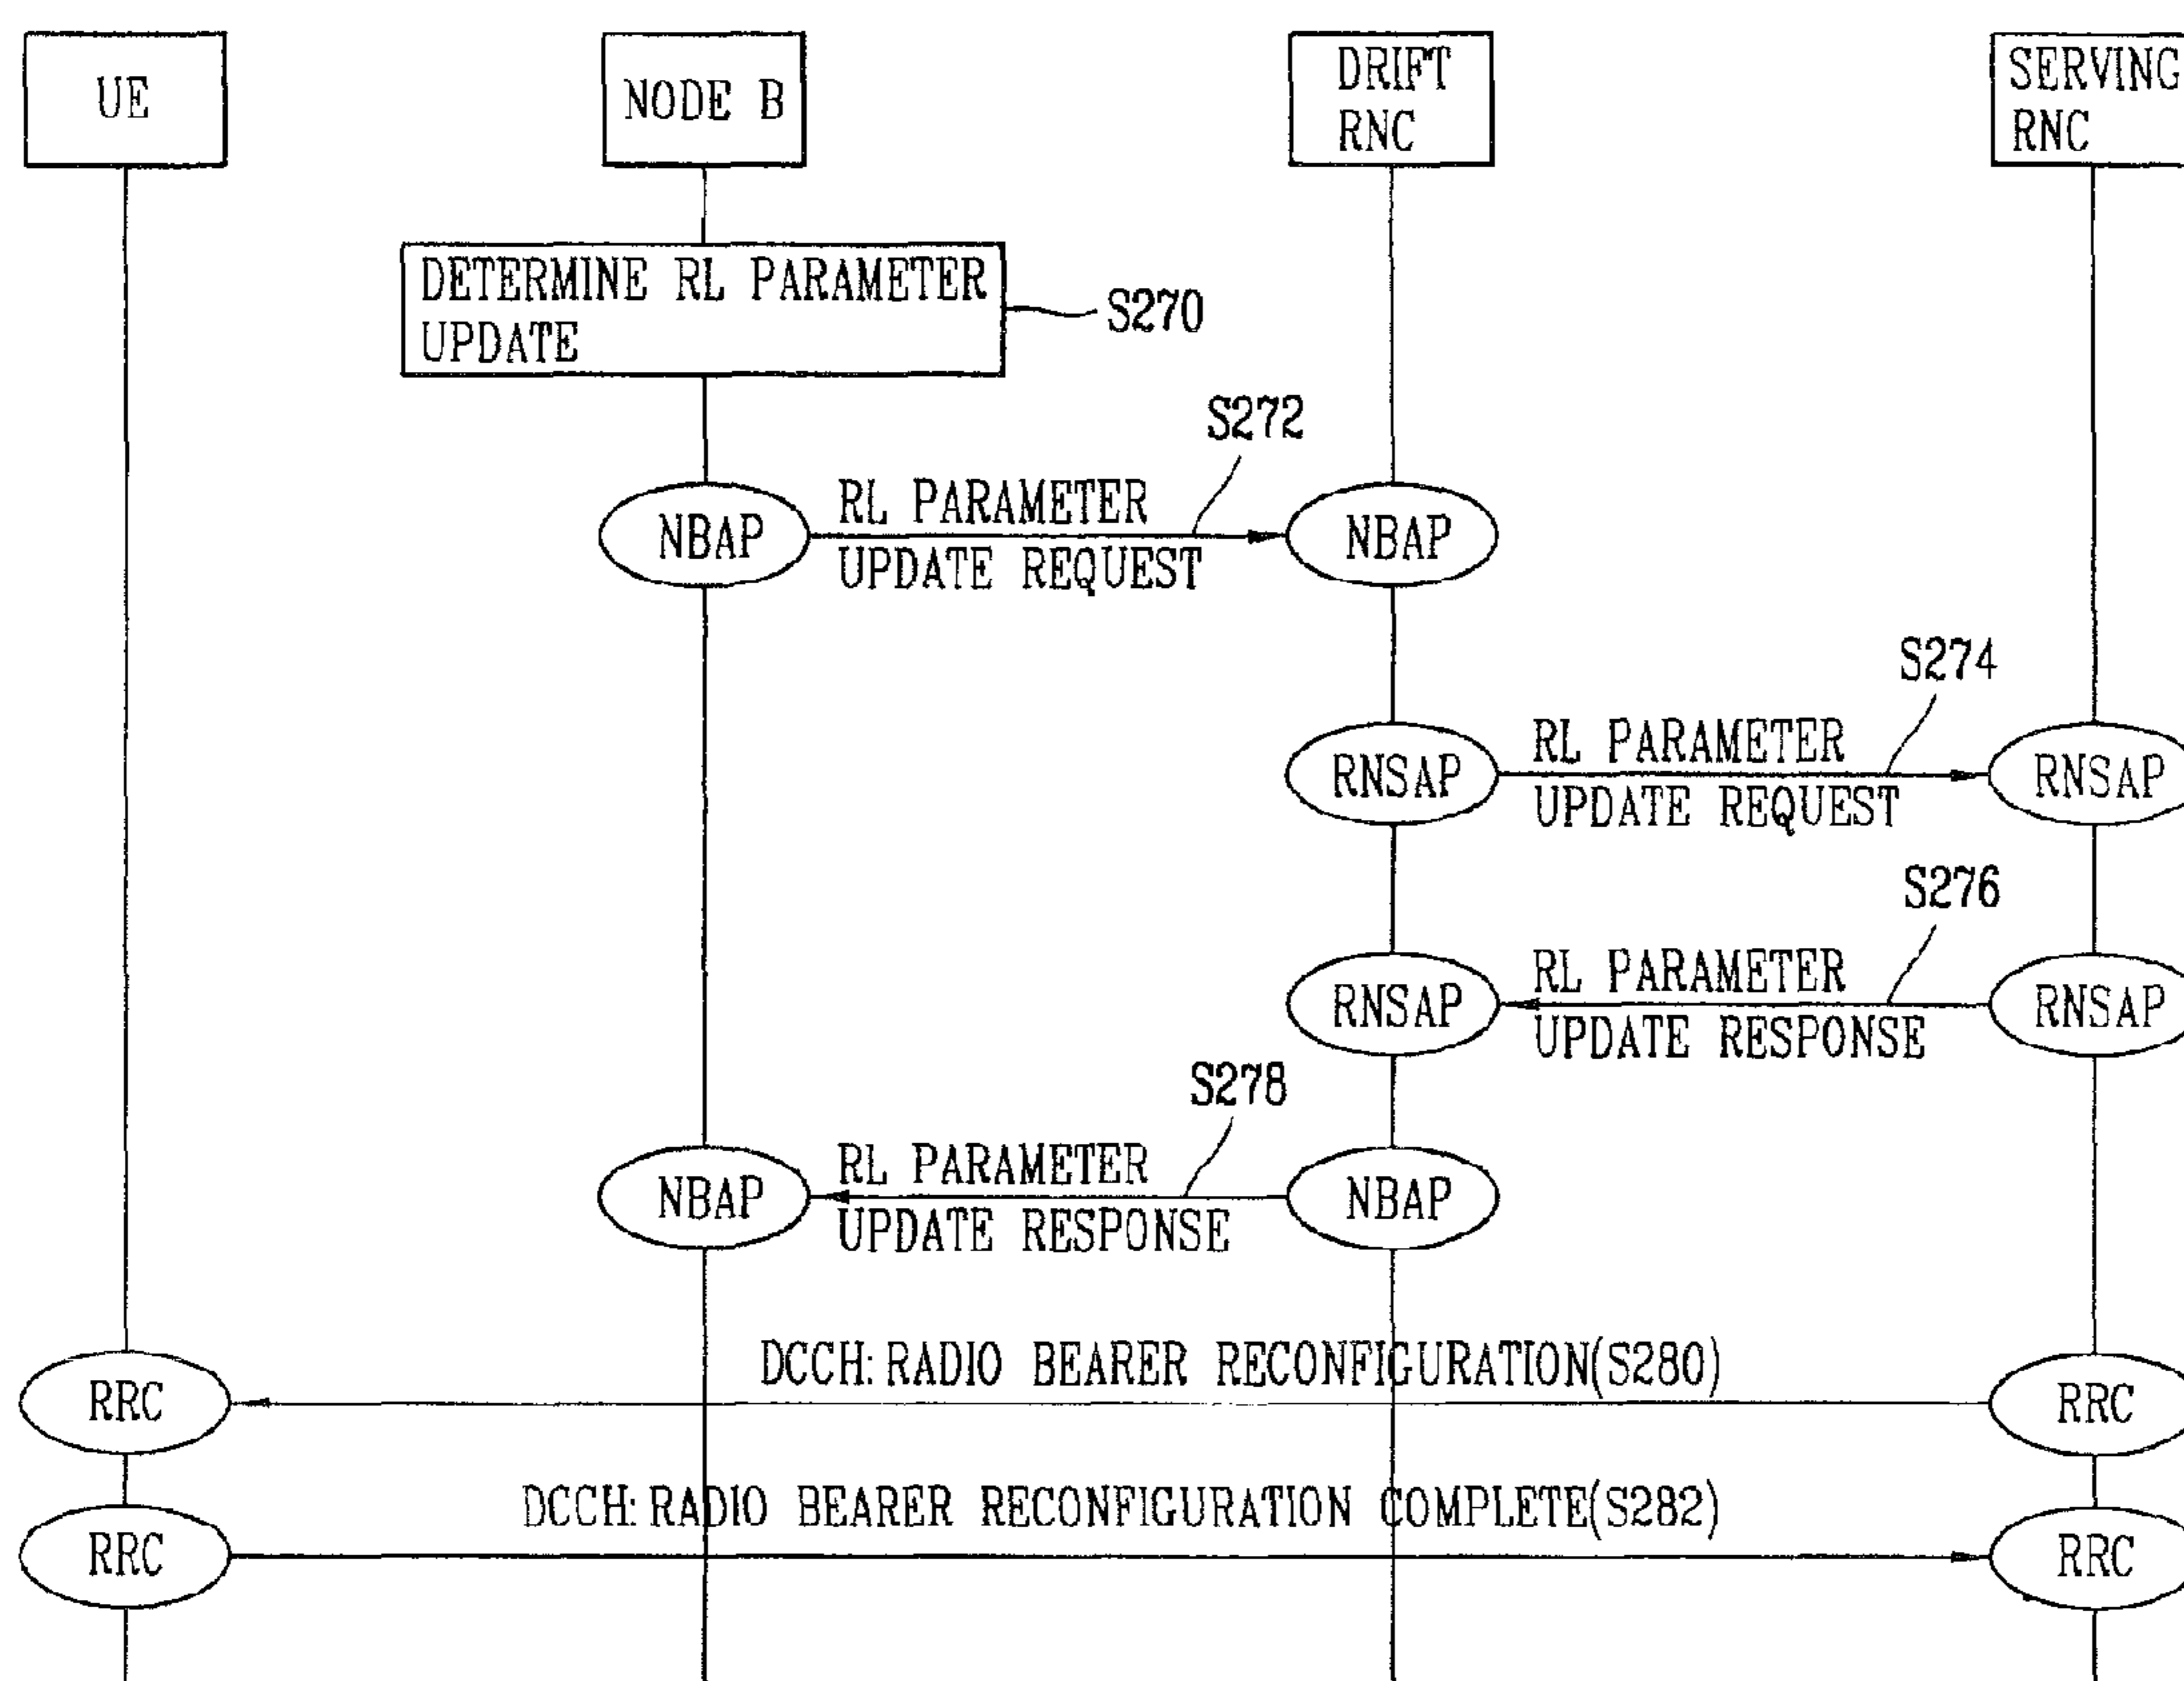 UE
NODE B
DRIFT
RNC
SERVING
RNC
DETERMINE RL PARAMETER
UPDATE
S270
S272
NBAP
RL PARAMETER
UPDATE REQUEST
NBAP
S274
RNSAP
RL PARAMETER
UPDATE REQUEST
RNSAP
S276
RNSAP
RL PARAMETER
UPDATE RESPONSE
RNSAP
S278
NBAP
RL PARAMETER
UPDATE RESPONSE
NBAP
DCCH: RADIO BEARER RECONFIGURATION(S280)
RRC
RRC
DCCH: RADIO BEARER RECONFIGURATION COMPLETE(S282)
RRC
RRC